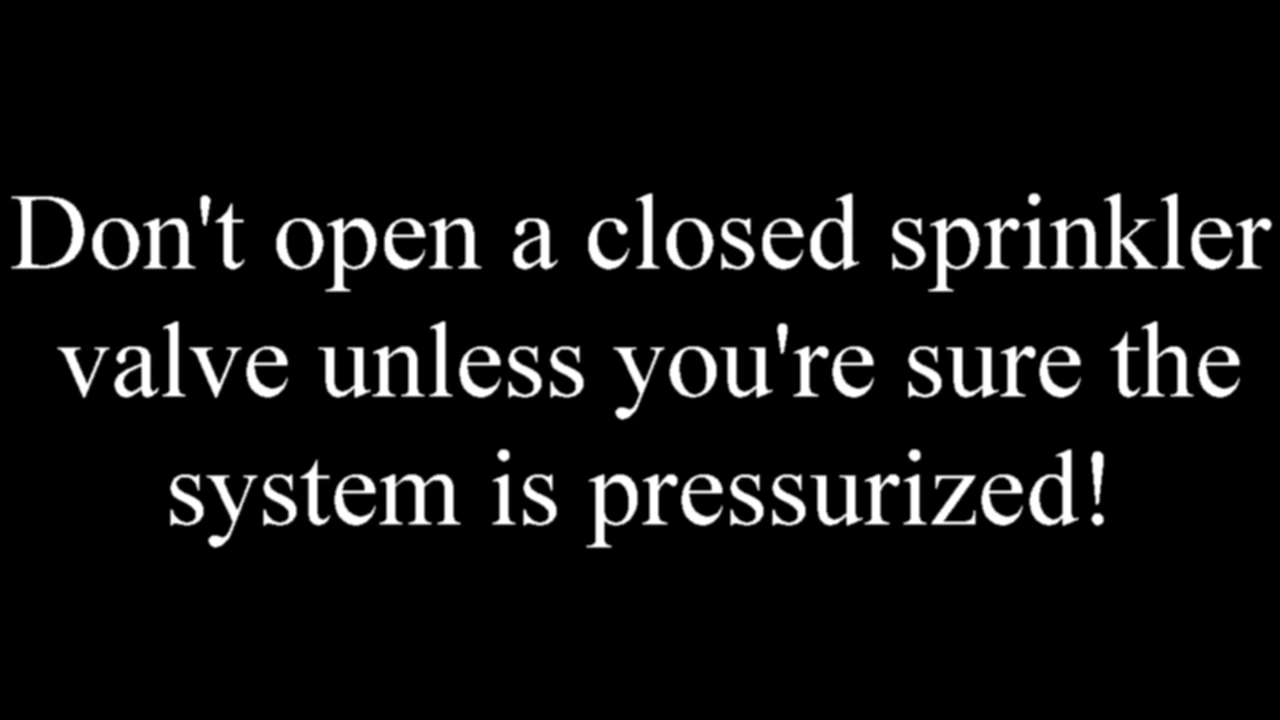 Don't open a closed sprinkler
valve unless you're sure the
system is pressurized!